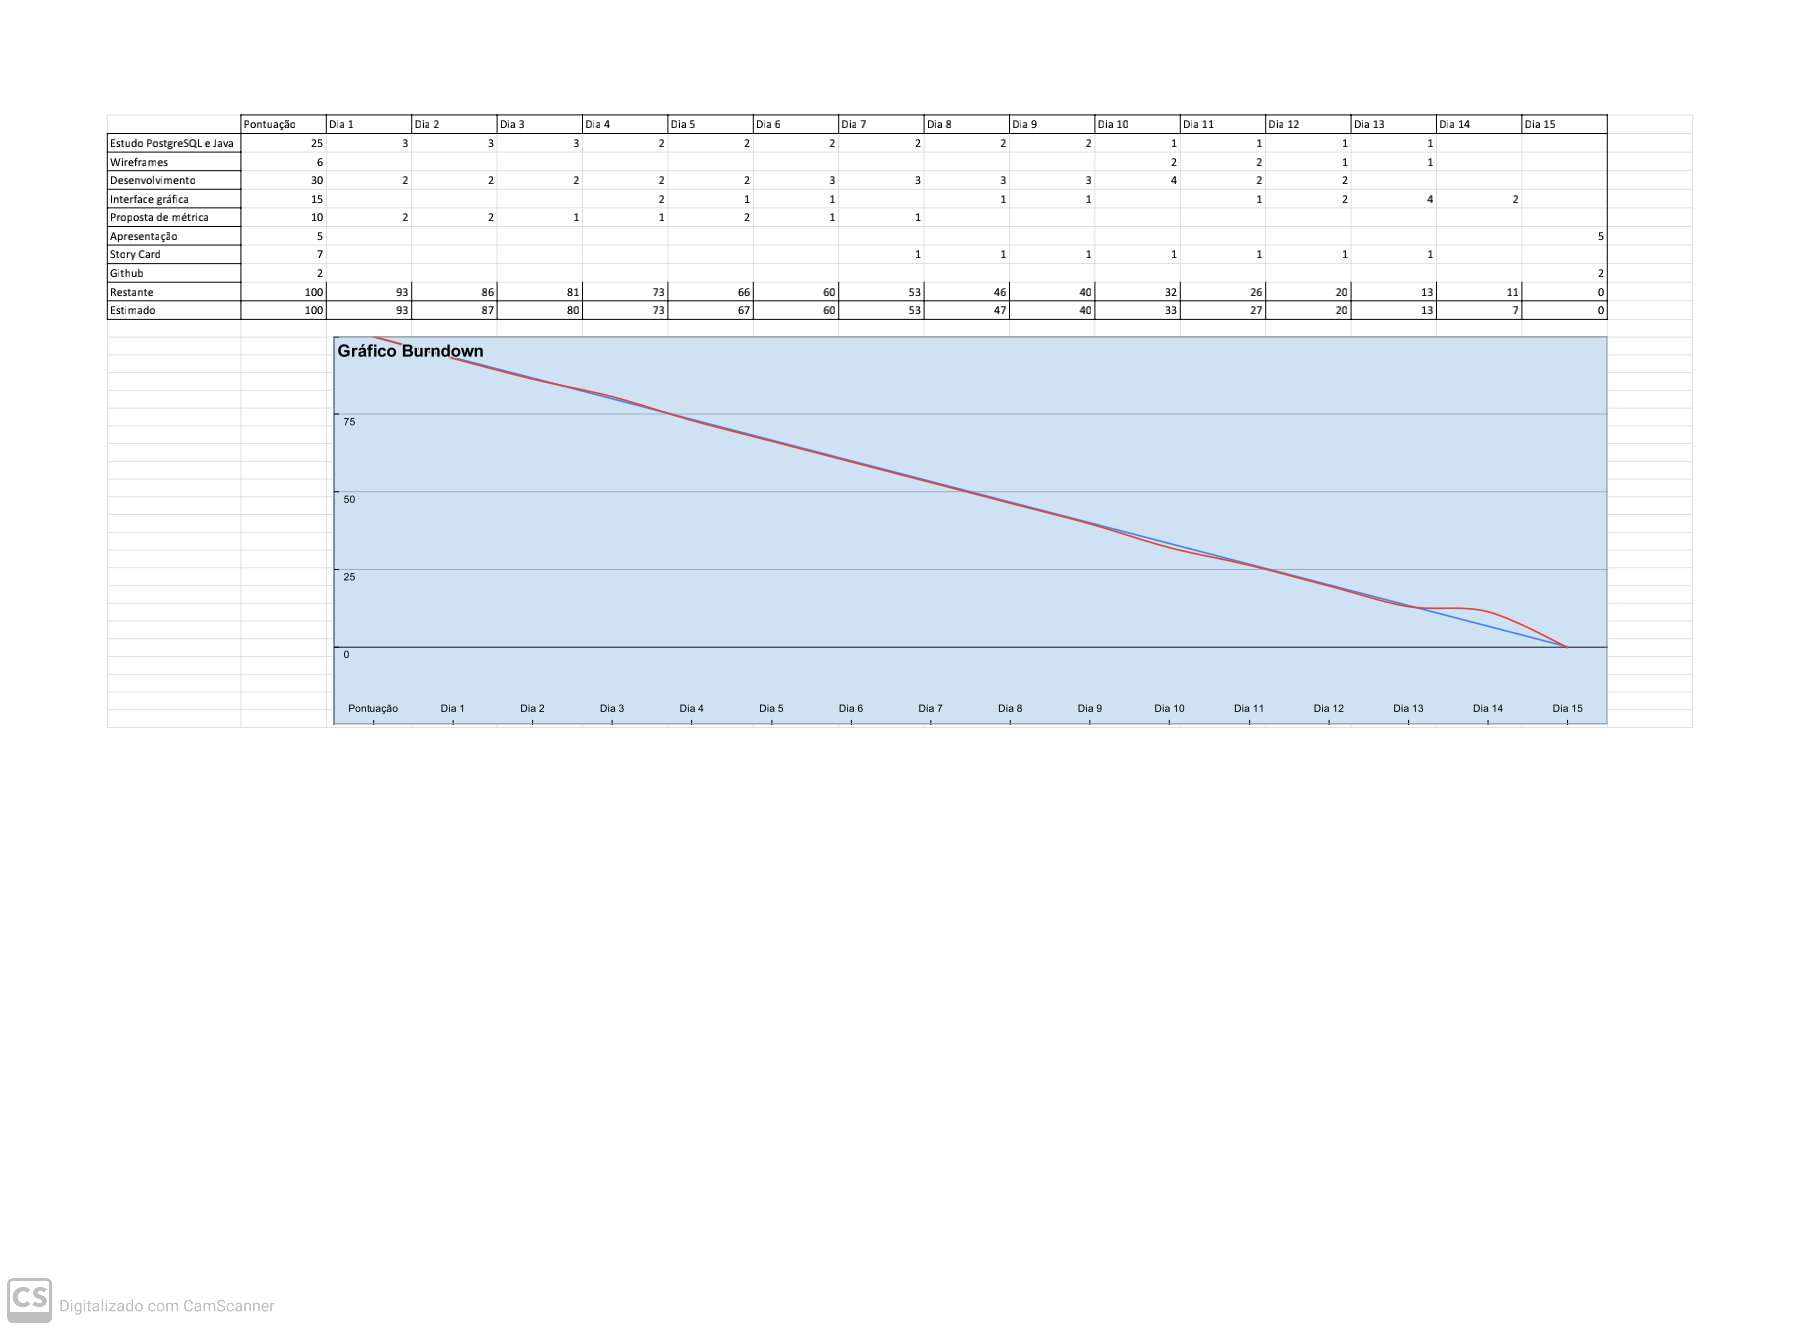 Pontuação Dia 1 Dia 2 Dia 3 Dia 4 Dia 5 Dia 6 Dia 7 Dia 8 Dia 9 Dia 10 Dia 11 Dia 12 Dia 13 Dia 14 Dia 15
Estudo PostgreSQL e Java 25 3 3 3 2 2 2 2 2 2 1 1 1 1
Wireframes 6 2 2 1 1
Desenvolvimento 30 2 2 2 2 2 3 3 3 3 4 2 2
Interface gráfica 15 2 1 1 1 1 1 2 4 2
Proposta de métrica 10 2 2 1 1 2 1 1
Apresentação 5 5
Story Card 7 1 1 1 1 1 1 1
Github 2 2
Restante 100 93 86 81 73 66 60 53 46 40 32 26 20 13 11 0
Estimado 100 93 87 80 73 67 60 53 47 40 33 27 20 13 7 0
Gráfico Burndown
75
50
25
0
Pontuação Dia 1 Dia 2 Dia 3 Dia 4 Dia 5 Dia 6 Dia 7 Dia 8 Dia 9 Dia 10 Dia 11 Dia 12 Dia 13 Dia 14 Dia 15
CS Digitalizado com CamScanner